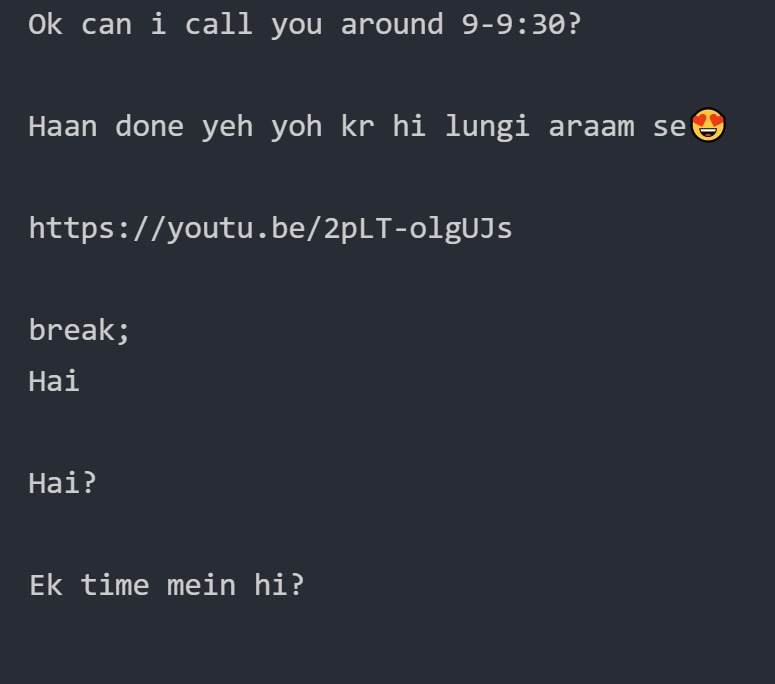 Ok can i call you around 9-9:30?
Haan done yeh yoh kr hi lungi araam se😍
https://youtu.be/2pLT-olgUJs
break;
Hai
Hai?
Ek time mein hi?